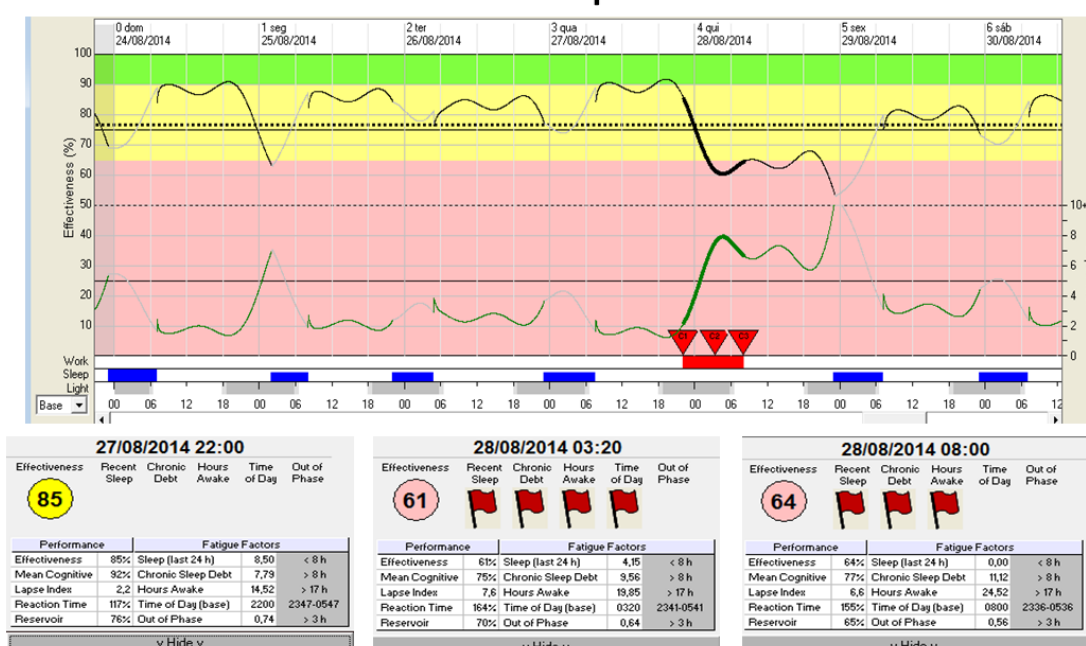 0 dom 1 seg 2 ter 3 qua 4 qui 5 sex 6 sáb
24/08/2014 25/08/2014 26/08/2014 27/08/2014 28/08/2014 29/08/2014 30/08/2014
100
90
80
70
60
50
40
30
20
10
Effectiveness (%)
10+
8
6
4
2
0
C1 C2 C3
Work
Sleep
Light
Base 00 06 12 18 00 06 12 18 00 06 12 18 00 06 12 18 00 06 12 18 00 06 12 18 00 06 12
27/08/2014 22:00
Effectiveness Recent Sleep Chronic Debt Hours Awake Time of Day Out of Phase
85
Performance Fatigue Factors
Effectiveness 85% Sleep (last 24 h) 8,50 < 8 h
Mean Cognitive 92% Chronic Sleep Debt 7,79 > 8 h
Lapse Index 2,2 Hours Awake 14,52 > 17 h
Reaction Time 117% Time of Day (base) 2200 2347-0547
Reservoir 76% Out of Phase 0,74 > 3 h
v Hide v
28/08/2014 03:20
Effectiveness Recent Sleep Chronic Debt Hours Awake Time of Day Out of Phase
61
Performance Fatigue Factors
Effectiveness 61% Sleep (last 24 h) 4,15 < 8 h
Mean Cognitive 75% Chronic Sleep Debt 9,56 > 8 h
Lapse Index 7,6 Hours Awake 19,85 > 17 h
Reaction Time 164% Time of Day (base) 0320 2341-0541
Reservoir 70% Out of Phase 0,64 > 3 h
v Hide v
28/08/2014 08:00
Effectiveness Recent Sleep Chronic Debt Hours Awake Time of Day Out of Phase
64
Performance Fatigue Factors
Effectiveness 64% Sleep (last 24 h) 0,00 < 8 h
Mean Cognitive 77% Chronic Sleep Debt 11,12 > 8 h
Lapse Index 6,6 Hours Awake 24,52 > 17 h
Reaction Time 155% Time of Day (base) 0800 2336-0536
Reservoir 65% Out of Phase 0,56 > 3 h
v Hide v